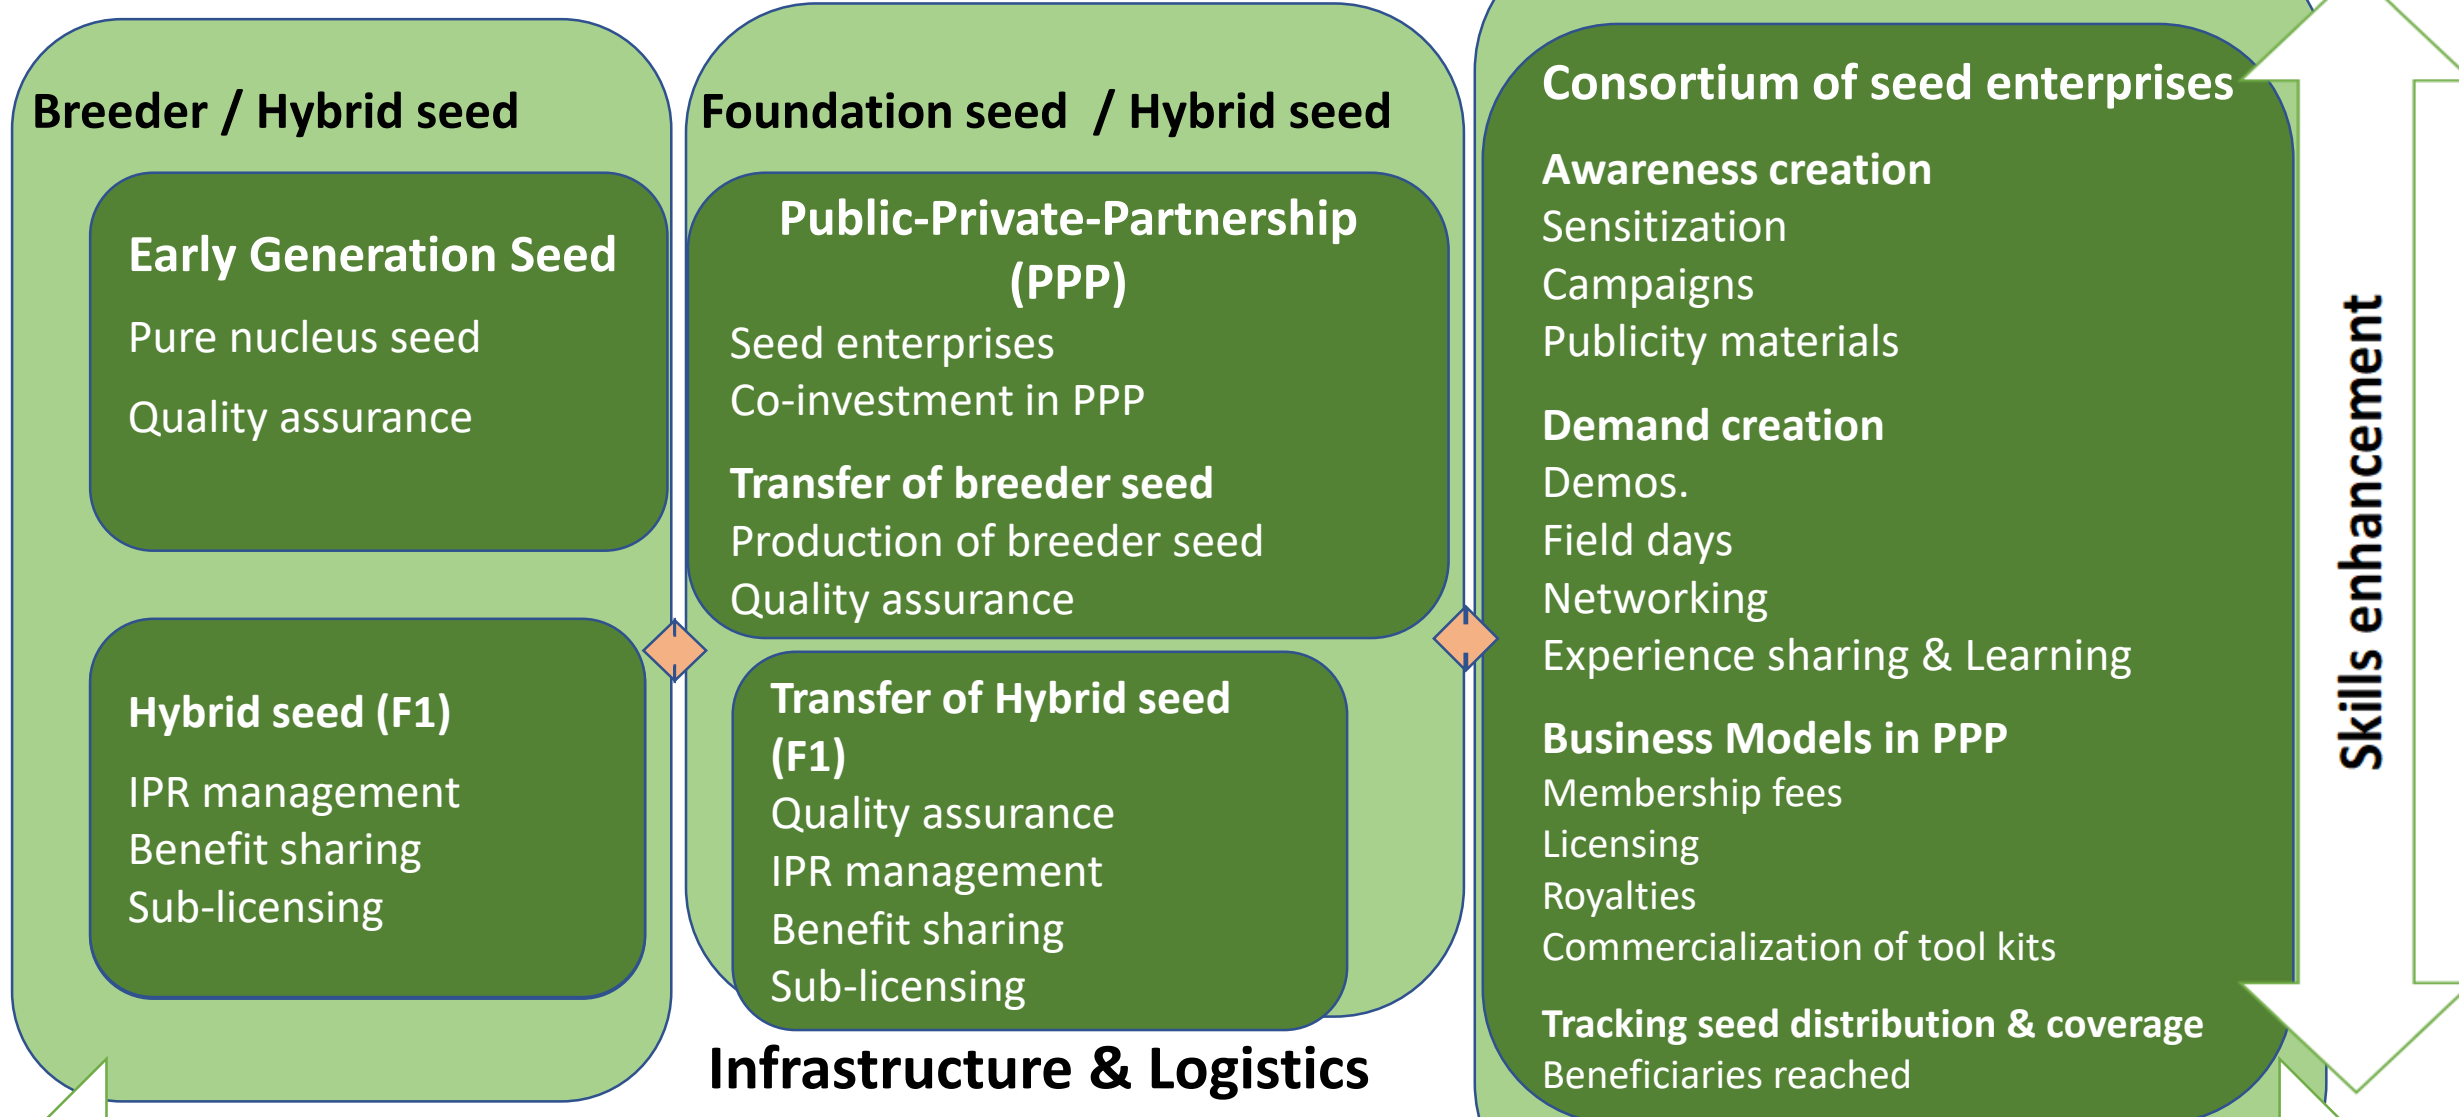 Breeder / Hybrid seed
Early Generation Seed
Pure nucleus seed
Quality assurance
Hybrid seed (F1)
IPR management
Benefit sharing
Sub-licensing
Foundation seed / Hybrid seed
Public-Private-Partnership
(PPP)
Seed enterprises
Co-investment in PPP
Transfer of breeder seed
Production of breeder seed
Quality assurance
Transfer of Hybrid seed
(F1)
Quality assurance
IPR management
Benefit sharing
Sub-licensing
Consortium of seed enterprises
Awareness creation
Sensitization
Campaigns
Publicity materials
Demand creation
Demos.
Field days
Networking
Experience sharing & Learning
Business Models in PPP
Membership fees
Licensing
Royalties
Commercialization of tool kits
Tracking seed distribution & coverage
Beneficiaries reached
Skills enhancement
Infrastructure & Logistics